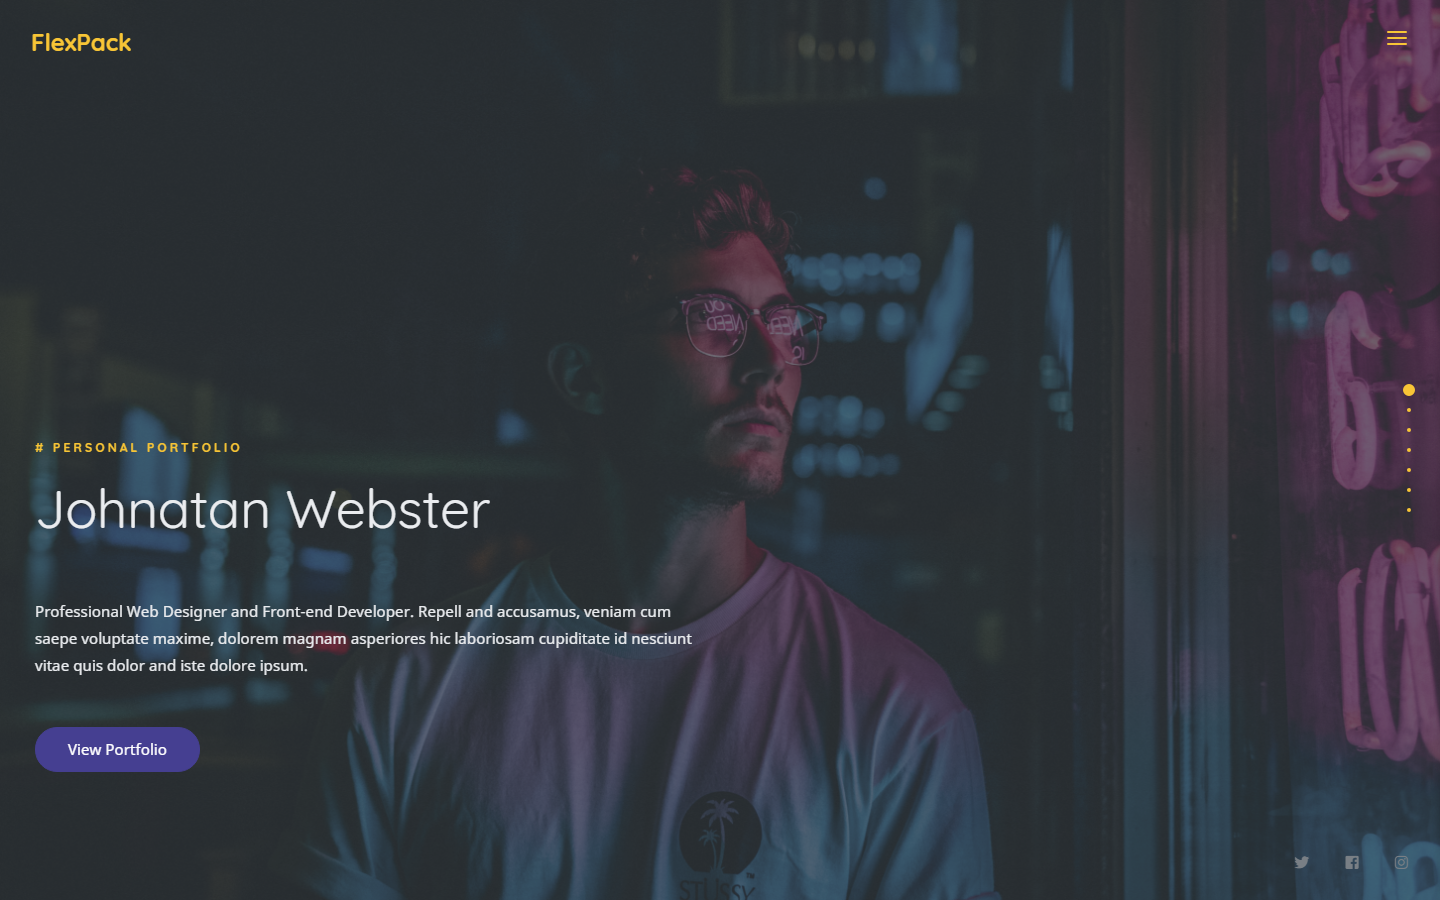 FlexPack
# PERSONAL PORTFOLIO
Johnatan Webster
Professional Web Designer and Front-end Developer. Repell and accusamus, veniam cum
saepe voluptate maxime, dolorem magnam asperiores hic laboriosam cupiditate id nesciunt
vitae quis dolor and iste dolore ipsum.
View Portfolio
STUSSY